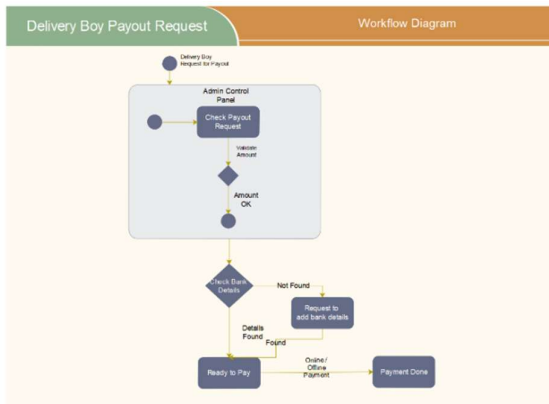 Delivery Boy Payout Request
Workflow Diagram
Delivery Boy
Request for Payout
Admin Control
Panel
Check Payout
Request
Validate
Amount
Amount
OK
Check Bank
Details
Not Found
Request to
add bank details
Details
Found
Found
Ready to Pay
Online/
Offline
Payment
Payment Done